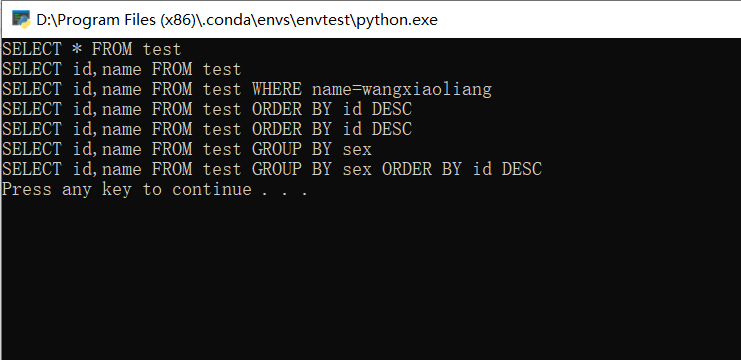 D:\Program Files (x86)\.conda\envs\envtest\python.exe
SELECT * FROM test
SELECT id,name FROM test
SELECT id,name FROM test WHERE name=wangxiaoliang
SELECT id,name FROM test ORDER BY id DESC
SELECT id,name FROM test ORDER BY id DESC
SELECT id,name FROM test GROUP BY sex
SELECT id,name FROM test GROUP BY sex ORDER BY id DESC
Press any key to continue . . .